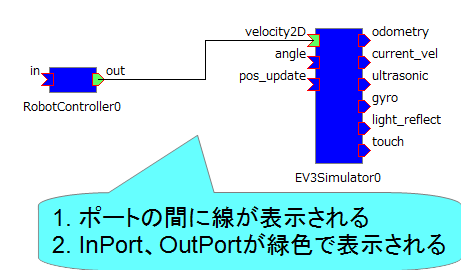 velocity2D
odometry
angle
current_vel
in
out
pos_update
ultrasonic
gyro
RobotController0
light_reflect
touch
EV3Simulator0
1. ポートの間に線が表示される
2. InPort、OutPortが緑色で表示される